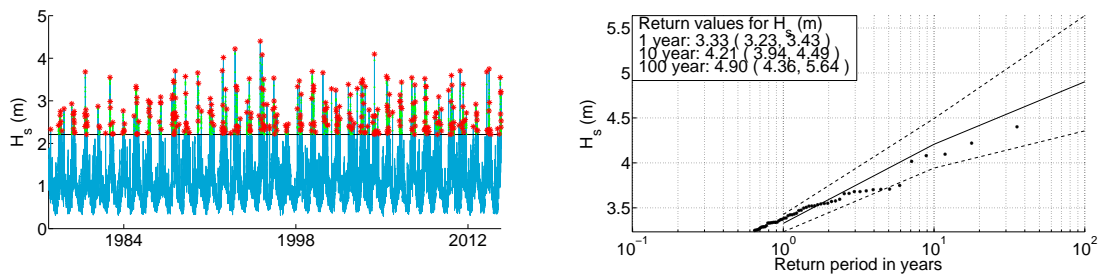 5
4
3
2
1
0
H_s (m)
1984
1998
2012
Return values for H_s (m)
1 year: 3.33 ( 3.23, 3.43)
10 year: 4.21 ( 3.94, 4.49)
100 year: 4.90 ( 4.36, 5.64 )
5.5
5
4.5
4
3.5
H_s (m)
10^-1
10^0
10^1
10^2
Return period in years